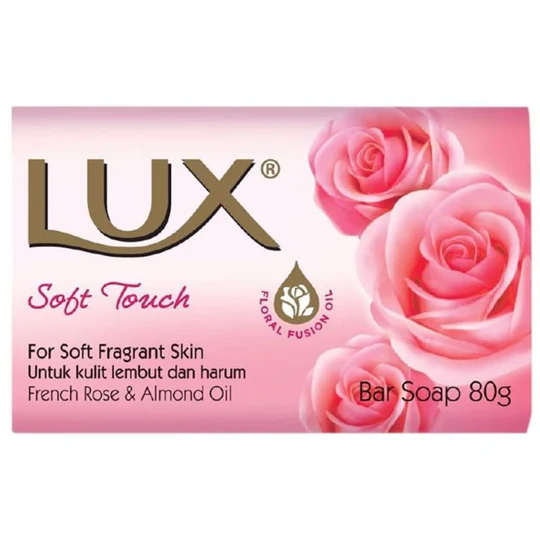 LUX®
Soft Touch
FLORAL FUSION OIL
For Soft Fragrant Skin
Untuk kulit lembut dan harum
French Rose & Almond Oil
Bar Soap 80g